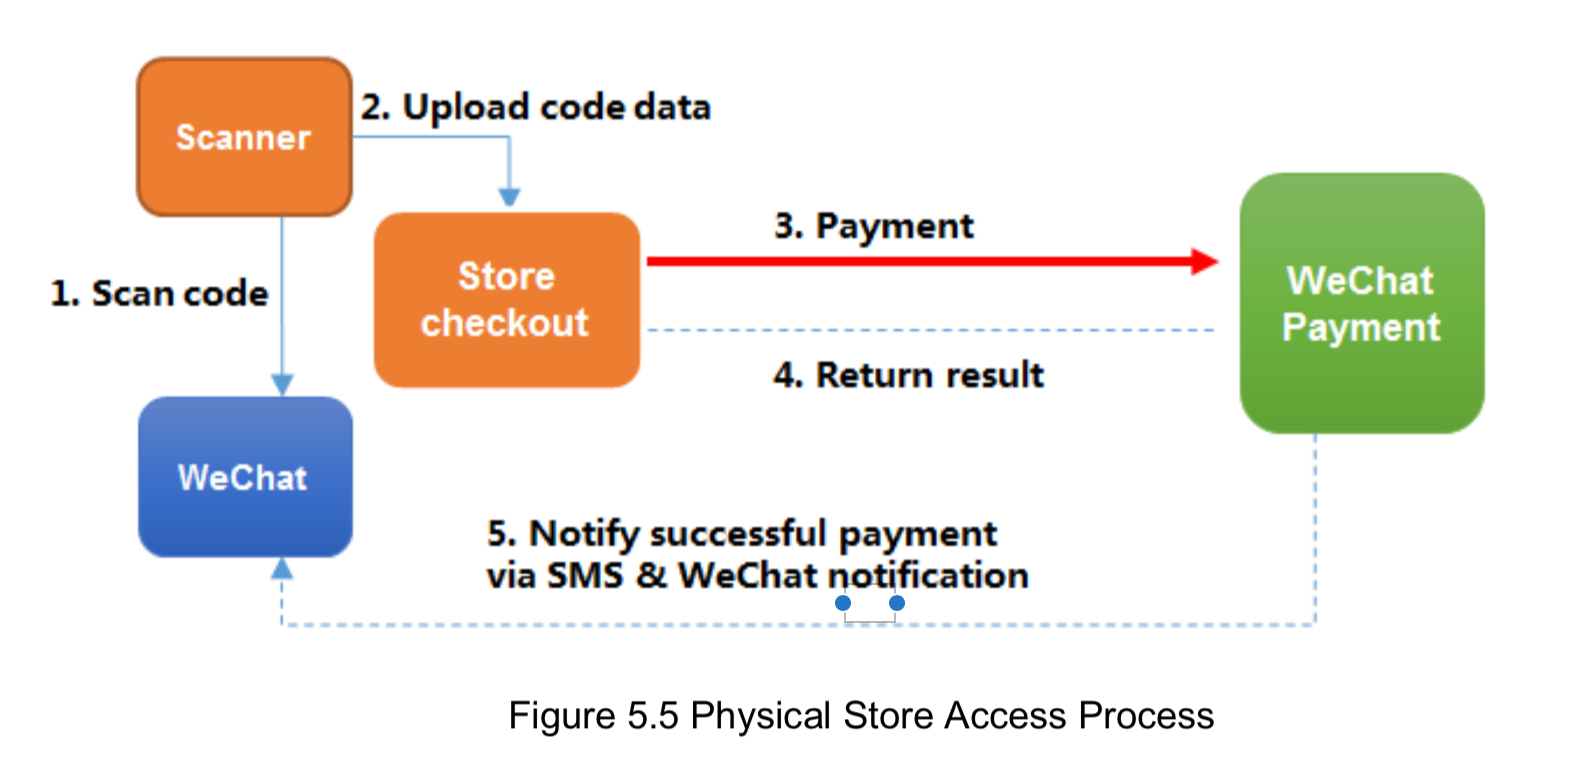 Scanner
2. Upload code data
1. Scan code
Store
checkout
3. Payment
4. Return result
WeChat
Payment
WeChat
5. Notify successful payment
via SMS & WeChat notification
Figure 5.5 Physical Store Access Process